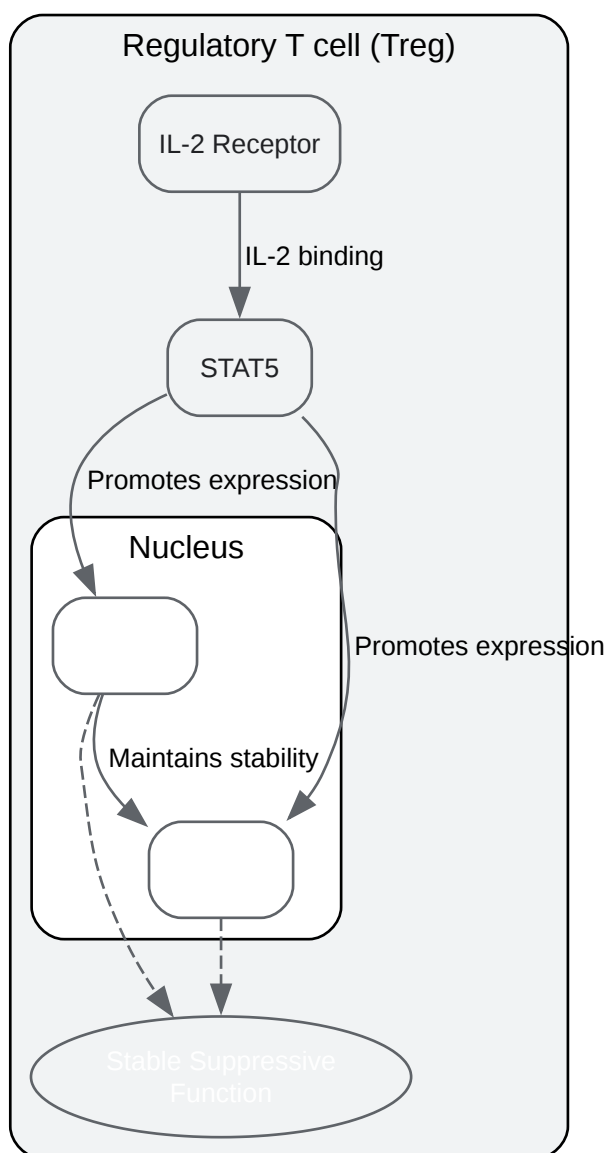 Regulatory T cell (Treg)
IL-2 Receptor
IL-2 binding
STAT5
Promotes expression
Nucleus
Promotes expression
Maintains stability
Stable Suppressive
Function